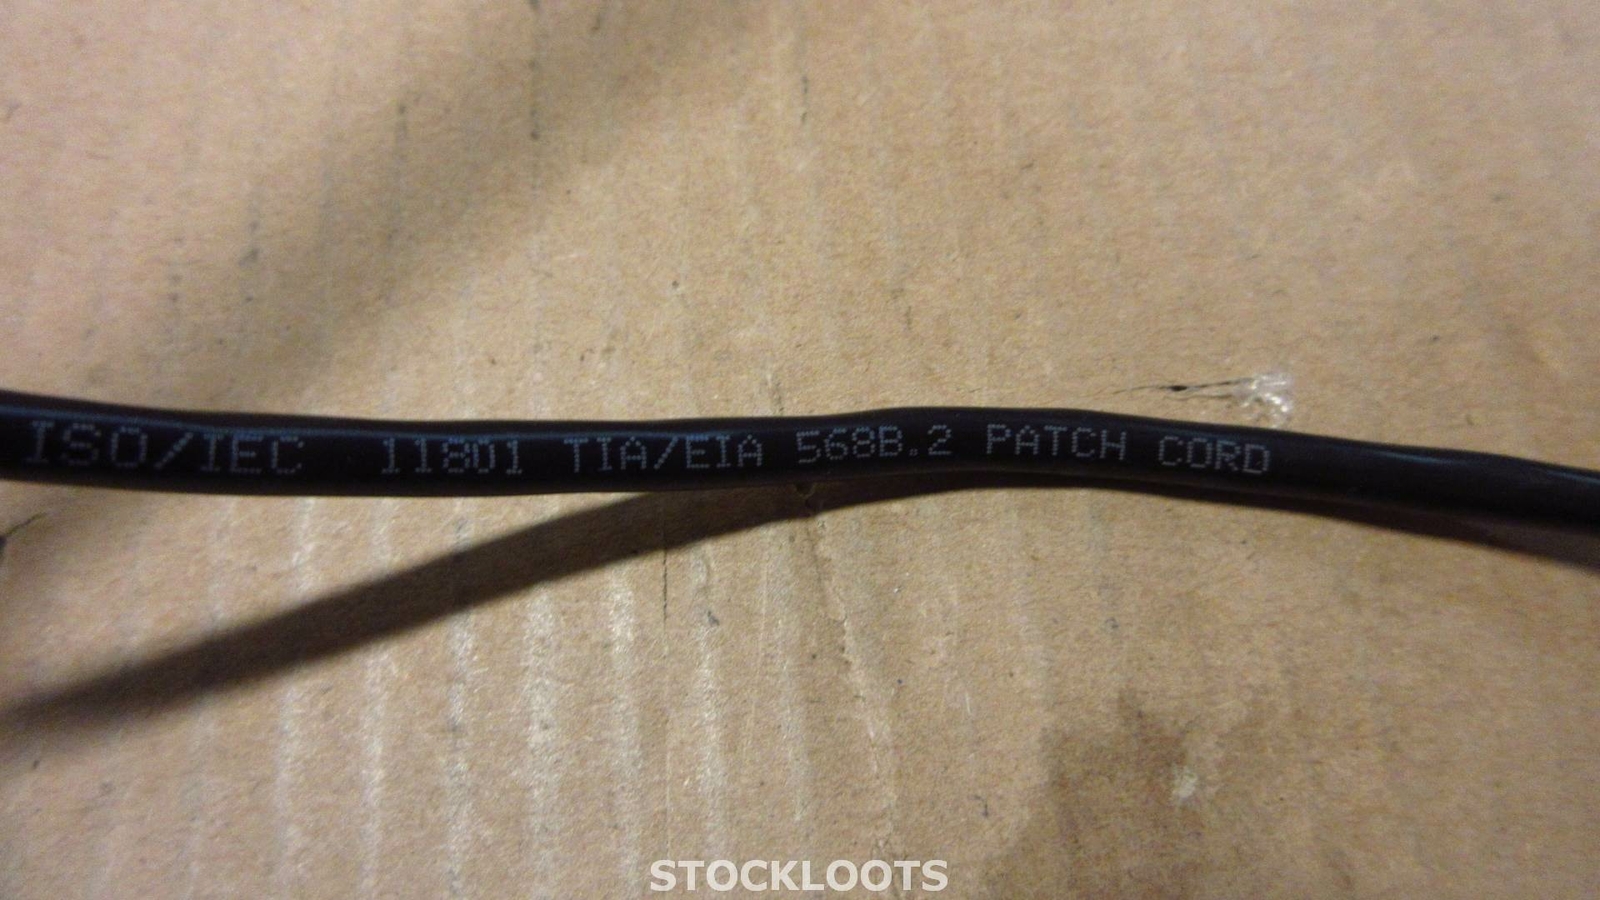 ISO/IEC 11801 TIA/EIA 568B.2 PATCH CORD
STOCKLOOTS